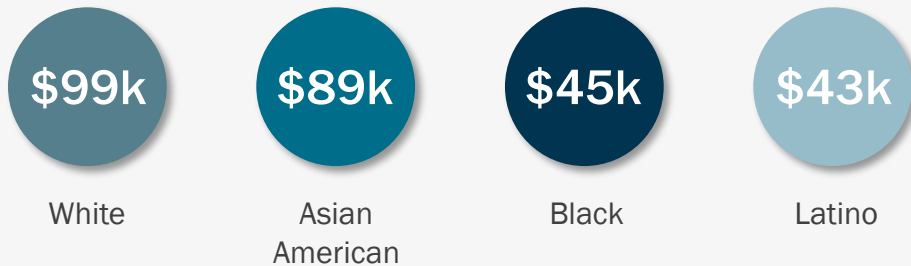 $99k
$89k
$45k
$43k
White
Asian
American
Black
Latino